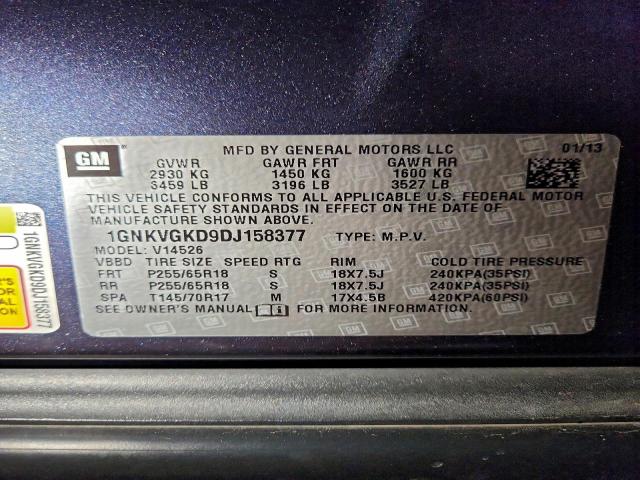 GM
MFD BY GENERAL MOTORS LLC 01/13
GVWR GAWR FRT GAWR RR
2930 KG 1450 KG 1600 KG
3459 LB 3196 LB 3527 LB
THIS VEHICLE CONFORMS TO ALL APPLICABLE U.S. FEDERAL MOTOR
VEHICLE SAFETY STANDARDS IN EFFECT ON THE DATE OF
MANUFACTURE SHOWN ABOVE.
1GNKVGKD9DJ158377 TYPE: M.P.V.
MODEL: V14526
VBBD TIRE SIZE SPEED RTG RIM COLD TIRE PRESSURE
FRT P255/65R18 S 18X7.5J 240KPA(35PSI)
RR P255/65R18 S 18X7.5J 240KPA(35PSI)
SPA T145/70R17 M 17X4.5B 420KPA(60PSI)
SEE OWNER'S MANUAL FOR MORE INFORMATION.
1GNKVGKD9DJ158377